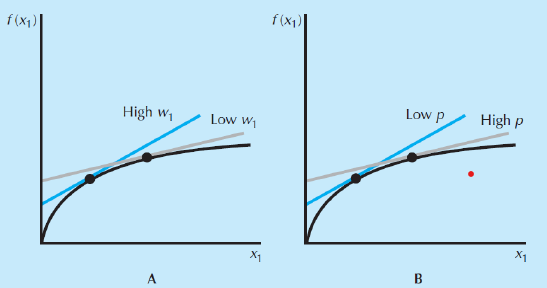 f(x₁)
High w₁
Low w₁
x₁
A
f(x₁)
Low p
High p
x₁
B